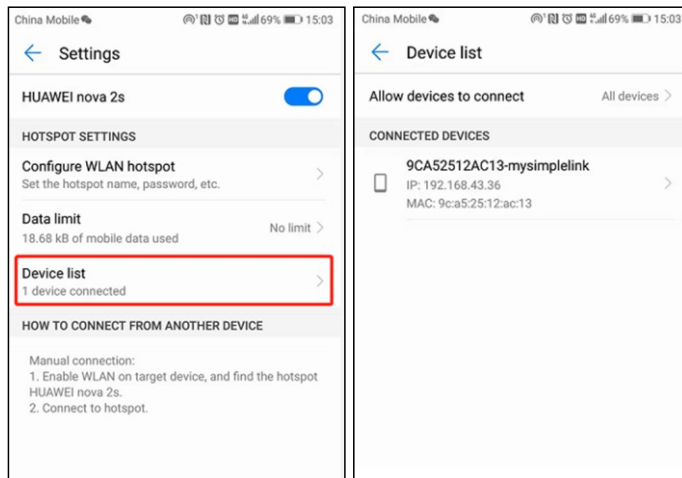 China Mobile
69%
15:03
Settings
HUAWEI nova 2s
HOTSPOT SETTINGS
Configure WLAN hotspot
Set the hotspot name, password, etc.
Data limit
18.68 kB of mobile data used
No limit
Device list
1 device connected
HOW TO CONNECT FROM ANOTHER DEVICE
Manual connection:
1. Enable WLAN on target device, and find the hotspot
HUAWEI nova 2s.
2. Connect to hotspot.
China Mobile
69%
15:03
Device list
Allow devices to connect
All devices
CONNECTED DEVICES
9CA52512AC13-mysimplelink
IP: 192.168.43.36
MAC: 9c:a5:25:12:ac:13